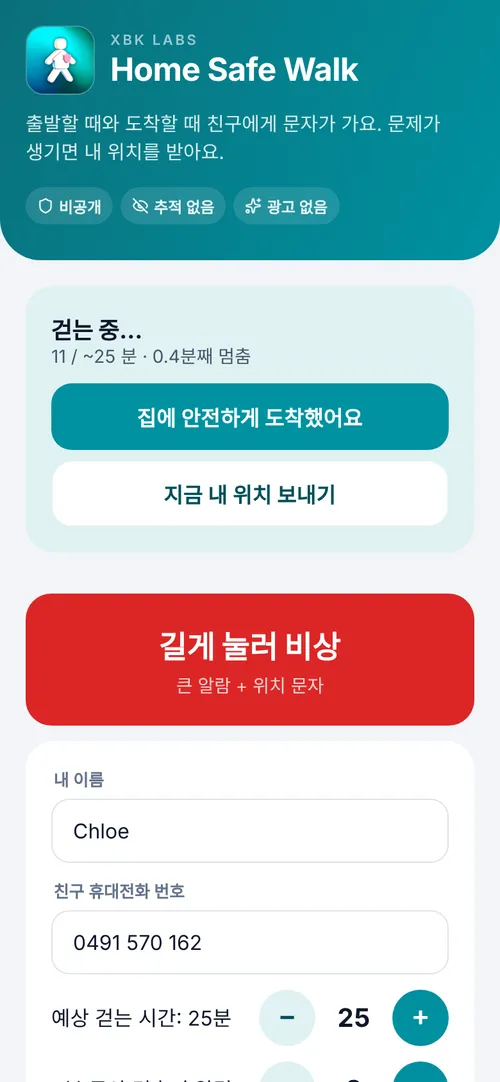 XBK LABS
Home Safe Walk
출발할 때와 도착할 때 친구에게 문자가 가요. 문제가
생기면 내 위치를 받아요.
비공개
추적 없음
광고 없음
걷는 중...
11 / ~25 분 · 0.4분째 멈춤
집에 안전하게 도착했어요
지금 내 위치 보내기
길게 눌러 비상
큰 알람 + 위치 문자
내 이름
Chloe
친구 휴대전화 번호
0491 570 162
예상 걷는 시간: 25분
− 25 +